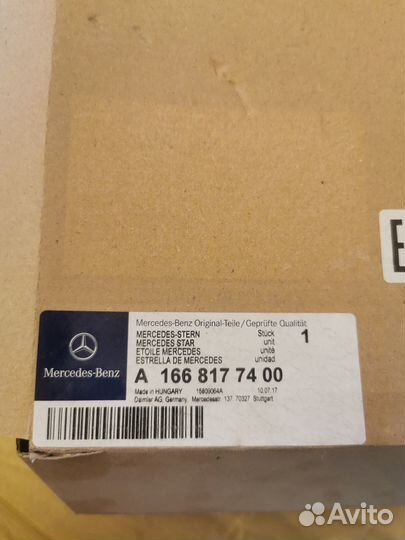 E
Mercedes-Benz Original-Teile/Geprüfte Qualität
MERCEDES-STERN Stück 1
MERCEDES STAR unit
ETOILE MERCEDES unité
ESTRELLA DE MERCEDES unidad
Mercedes-Benz
A 166 817 74 00
Made in HUNGARY 15809064A 10.07.17
Daimler AG, Germany, Mercedesstr. 137 70327 Stuttgart
Avito